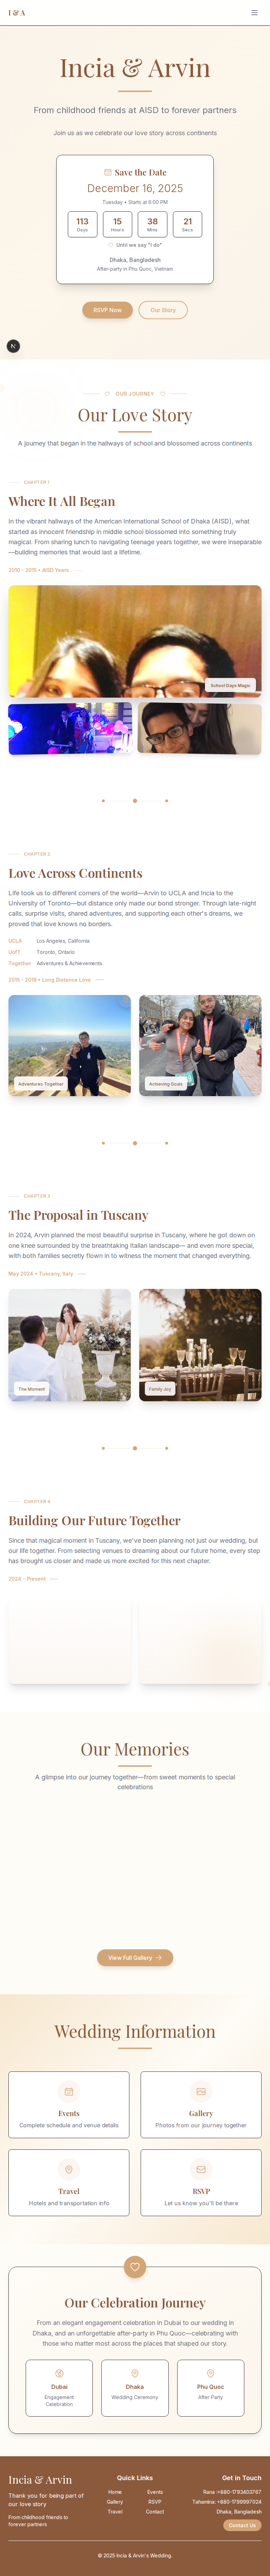 I & A
Incia & Arvin
From childhood friends at AISD to forever partners
Join us as we celebrate our love story across continents
Save the Date
December 16, 2025
Tuesday • Starts at 6:00 PM
113 15 38 21
Days Hours Mins Secs
Until we say "I do"
Dhaka, Bangladesh
After-party in Phu Quoc, Vietnam
RSVP Now
Our Story
N
OUR JOURNEY
Our Love Story
A journey that began in the hallways of school and blossomed across continents
CHAPTER 1
Where It All Began
In the vibrant hallways of the American International School of Dhaka (AISD), what
started as innocent friendship in middle school blossomed into something truly
magical. From sharing lunch to navigating teenage years together, we were inseparable
—building memories that would last a lifetime.
2010 - 2015 • AISD Years
School Days Magic
CHAPTER 2
Love Across Continents
Life took us to different corners of the world—Arvin to UCLA and Incia to the
University of Toronto—but distance only made our bond stronger. Through late-night
calls, surprise visits, shared adventures, and supporting each other's dreams, we
proved that love knows no borders.
UCLA Los Angeles, California
UofT Toronto, Ontario
Together Adventures & Achievements
2015 - 2019 • Long Distance Love
Adventures Together
Achieving Goals
CHAPTER 3
The Proposal in Tuscany
In 2024, Arvin planned the most beautiful surprise in Tuscany, where he got down on
one knee surrounded by the breathtaking Italian landscape— and even more special,
with both families secretly flown in to witness the moment that changed everything.
May 2024 • Tuscany, Italy
The Moment
Family Joy
CHAPTER 4
Building Our Future Together
Since that magical moment in Tuscany, we've been planning not just our wedding, but
our life together. From selecting venues to dreaming about our future home, every step
has brought us closer and made us more excited for this next chapter.
2024 - Present
Our Memories
A glimpse into our journey together—from sweet moments to special
celebrations
View Full Gallery
Wedding Information
Events
Complete schedule and venue details
Gallery
Photos from our journey together
Travel
Hotels and transportation info
RSVP
Let us know you'll be there
Our Celebration Journey
From an elegant engagement celebration in Dubai to our wedding in
Dhaka, and an unforgettable after-party in Phu Quoc—celebrating with
those who matter most across the places that shaped our story.
Dubai
Engagement
Celebration
Dhaka
Wedding Ceremony
Phu Quoc
After Party
Incia & Arvin
Thank you for being part of
our love story
From childhood friends to
forever partners
Quick Links
Home Events
Gallery RSVP
Travel Contact
Get in Touch
Rana :+880-1793403767
Tahamina: +880-1799997024
Dhaka, Bangladesh
Contact Us
© 2025 Incia & Arvin's Wedding.